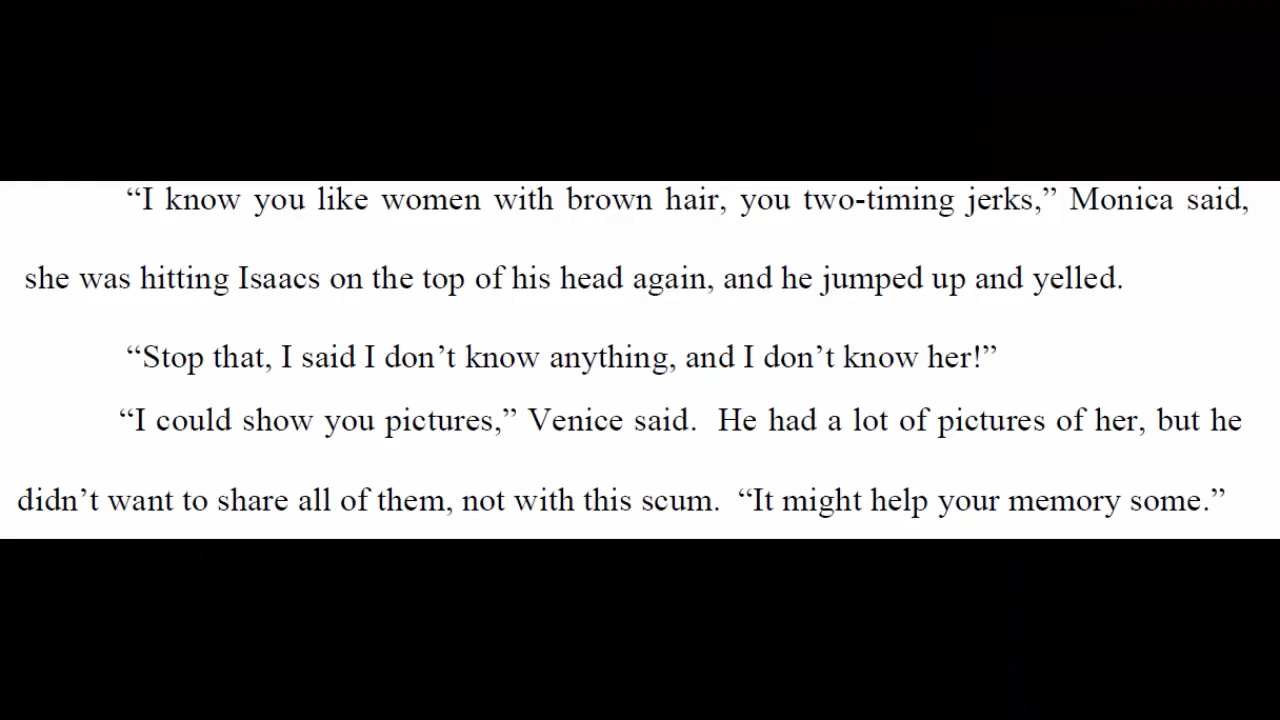 “I know you like women with brown hair, you two-timing jerks,” Monica said,
she was hitting Isaacs on the top of his head again, and he jumped up and yelled.
“Stop that, I said I don’t know anything, and I don’t know her!”
“I could show you pictures,” Venice said.  He had a lot of pictures of her, but he
didn’t want to share all of them, not with this scum.  “It might help your memory some.”